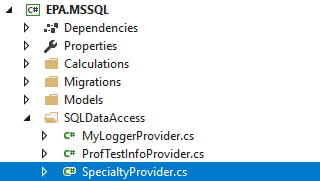 EPA.MSSQL
Dependencies
Properties
Calculations
Migrations
Models
SQLDataAccess
C# MyLoggerProvider.cs
C# ProfTestInfoProvider.cs
C# SpecialtyProvider.cs